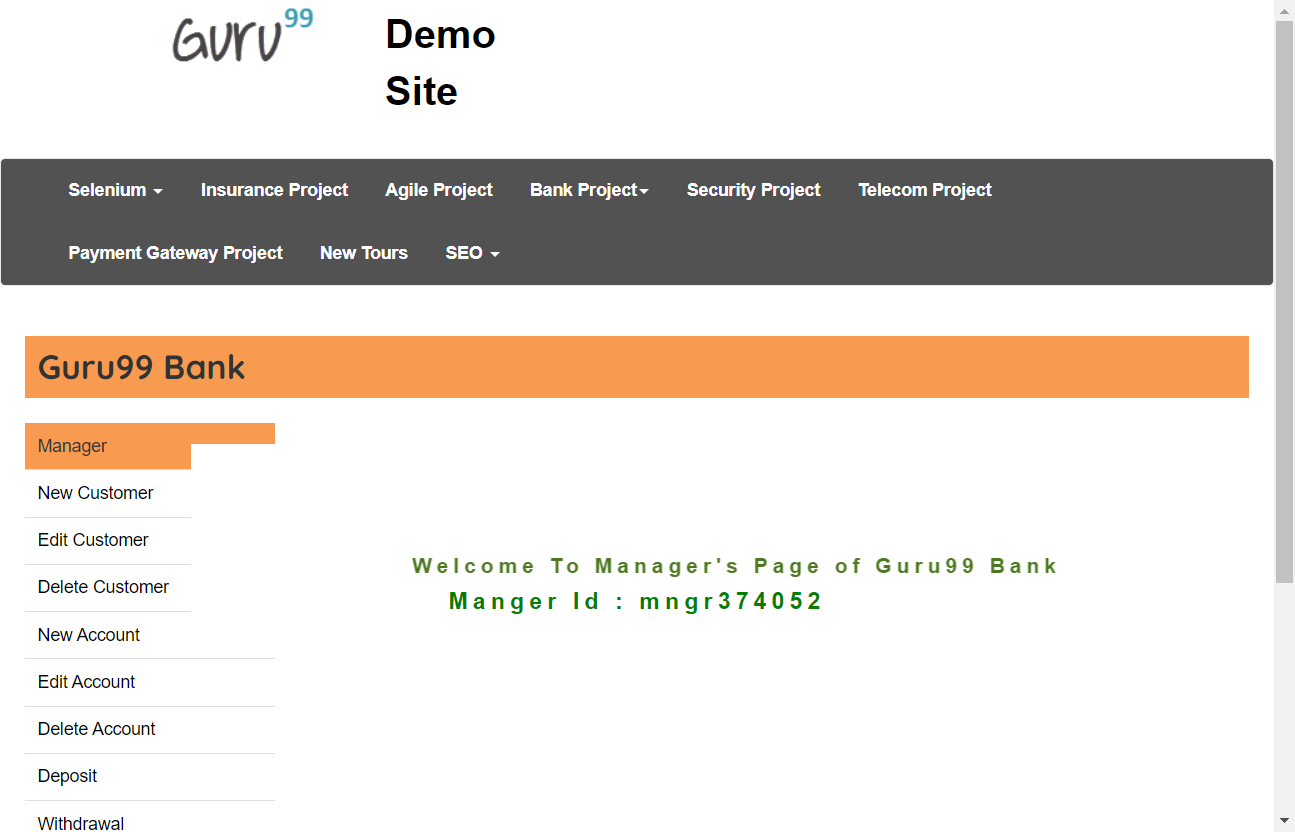 Guru99
Demo
Site
Selenium Insurance Project Agile Project Bank Project Security Project Telecom Project
Payment Gateway Project New Tours SEO
Guru99 Bank
Manager
New Customer
Edit Customer
Delete Customer
New Account
Edit Account
Delete Account
Deposit
Withdrawal
Welcome To Manager's Page of Guru99 Bank
Manger Id : mngr374052